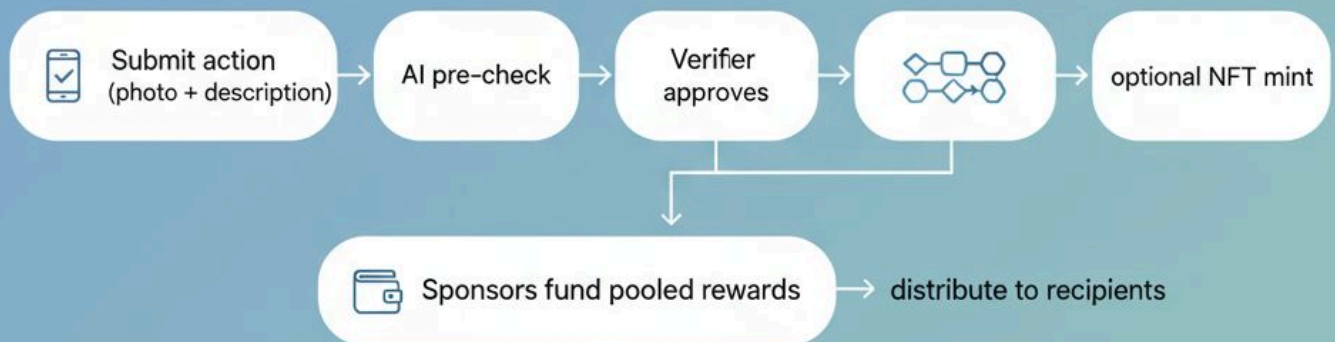 Submit action
(photo + description)
AI pre-check
Verifier
approves
optional NFT mint
Sponsors fund pooled rewards
distribute to recipients